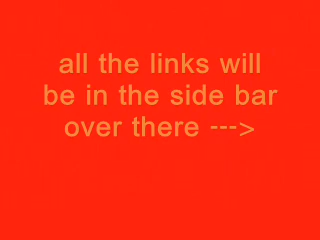 all the links will
be in the side bar
over there --->